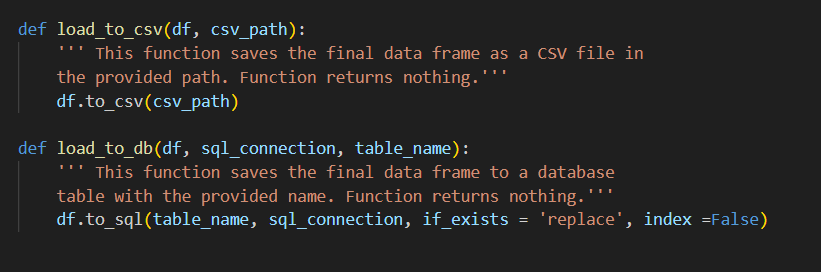 def load_to_csv(df, csv_path):
''' This function saves the final data frame as a CSV file in
the provided path. Function returns nothing.'''
df.to_csv(csv_path)
def load_to_db(df, sql_connection, table_name):
''' This function saves the final data frame to a database
table with the provided name. Function returns nothing.'''
df.to_sql(table_name, sql_connection, if_exists = 'replace', index =False)